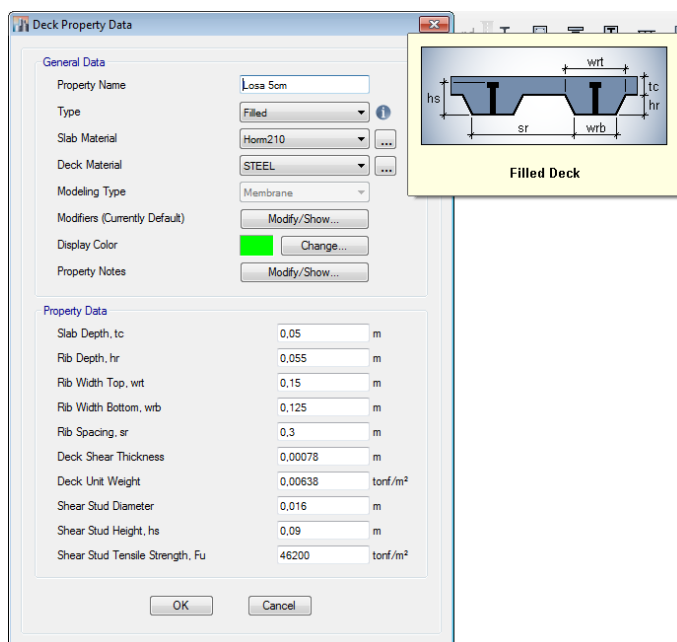 Deck Property Data
General Data
Property Name Losa 5cm
Type Filled
Slab Material Horm210 ...
Deck Material STEEL ...
Modeling Type Membrane
Modifiers (Currently Default) Modify/Show...
Display Color Change...
Property Notes Modify/Show...
Property Data
Slab Depth, tc 0,05 m
Rib Depth, hr 0,055 m
Rib Width Top, wrt 0,15 m
Rib Width Bottom, wrb 0,125 m
Rib Spacing, sr 0,3 m
Deck Shear Thickness 0,00078 m
Deck Unit Weight 0,00638 tonf/m²
Shear Stud Diameter 0,016 m
Shear Stud Height, hs 0,09 m
Shear Stud Tensile Strength, Fu 46200 tonf/m²
OK Cancel
wrt
hs
tc
hr
sr
wrb
Filled Deck